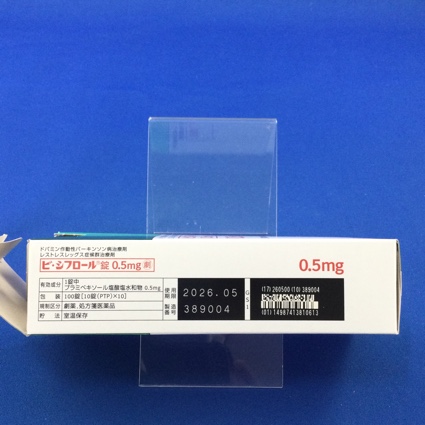 ドパミン作動性パーキンソン病治療剤
レストレスレッグス症候群治療剤
ビ・シフロール®錠 0.5mg 劇
0.5mg
有効成分 1錠中
プラミペキソール塩酸塩水和物 0.5mg
包装 100錠[10錠(PTP)×10]
規制区分 劇薬、処方箋医薬品
貯法 室温保存
使用期限 2026.05
製造番号 389004
GS1
(17) 260500 (10) 389004
(01) 14987413810613